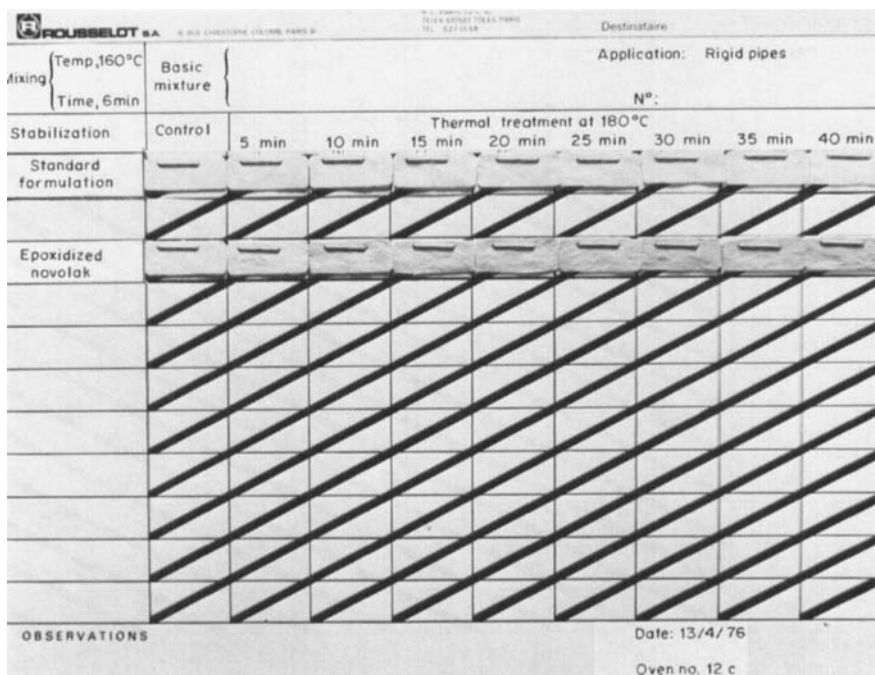 ROUSSELOT S.A.
Destinataire:
Mixing
Temp, 160°C
Time, 6min
Basic
mixture
Application: Rigid pipes
N°:
Stabilization
Control
Thermal treatment at 180°C
5 min 10 min 15 min 20 min 25 min 30 min 35 min 40 min
Standard
formulation
Epoxidized
novolak
OBSERVATIONS
Date: 13/4/76
Oven no. 12 c